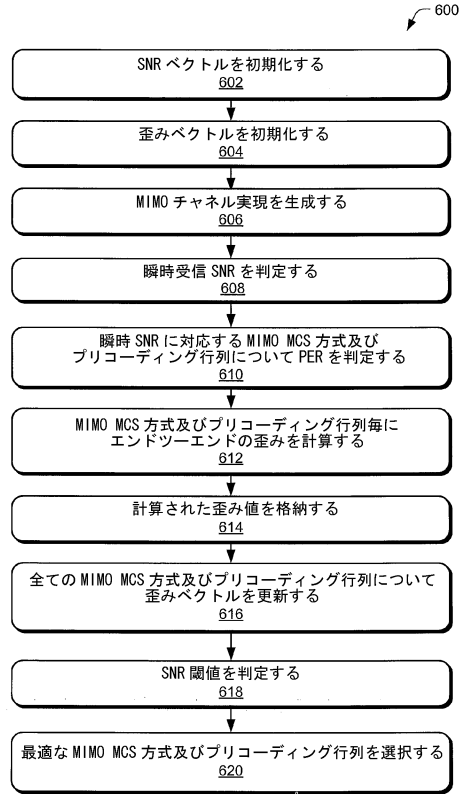 600
SNR ベクトルを初期化する
602
歪みベクトルを初期化する
604
MIMO チャネル実現を生成する
606
瞬時受信 SNR を判定する
608
瞬時 SNR に対応する MIMO MCS 方式及び
プリコーディング行列について PER を判定する
610
MIMO MCS 方式及びプリコーディング行列毎に
エンドツーエンドの歪みを計算する
612
計算された歪み値を格納する
614
全ての MIMO MCS 方式及びプリコーディング行列について
歪みベクトルを更新する
616
SNR 閾値を判定する
618
最適な MIMO MCS 方式及びプリコーディング行列を選択する
620